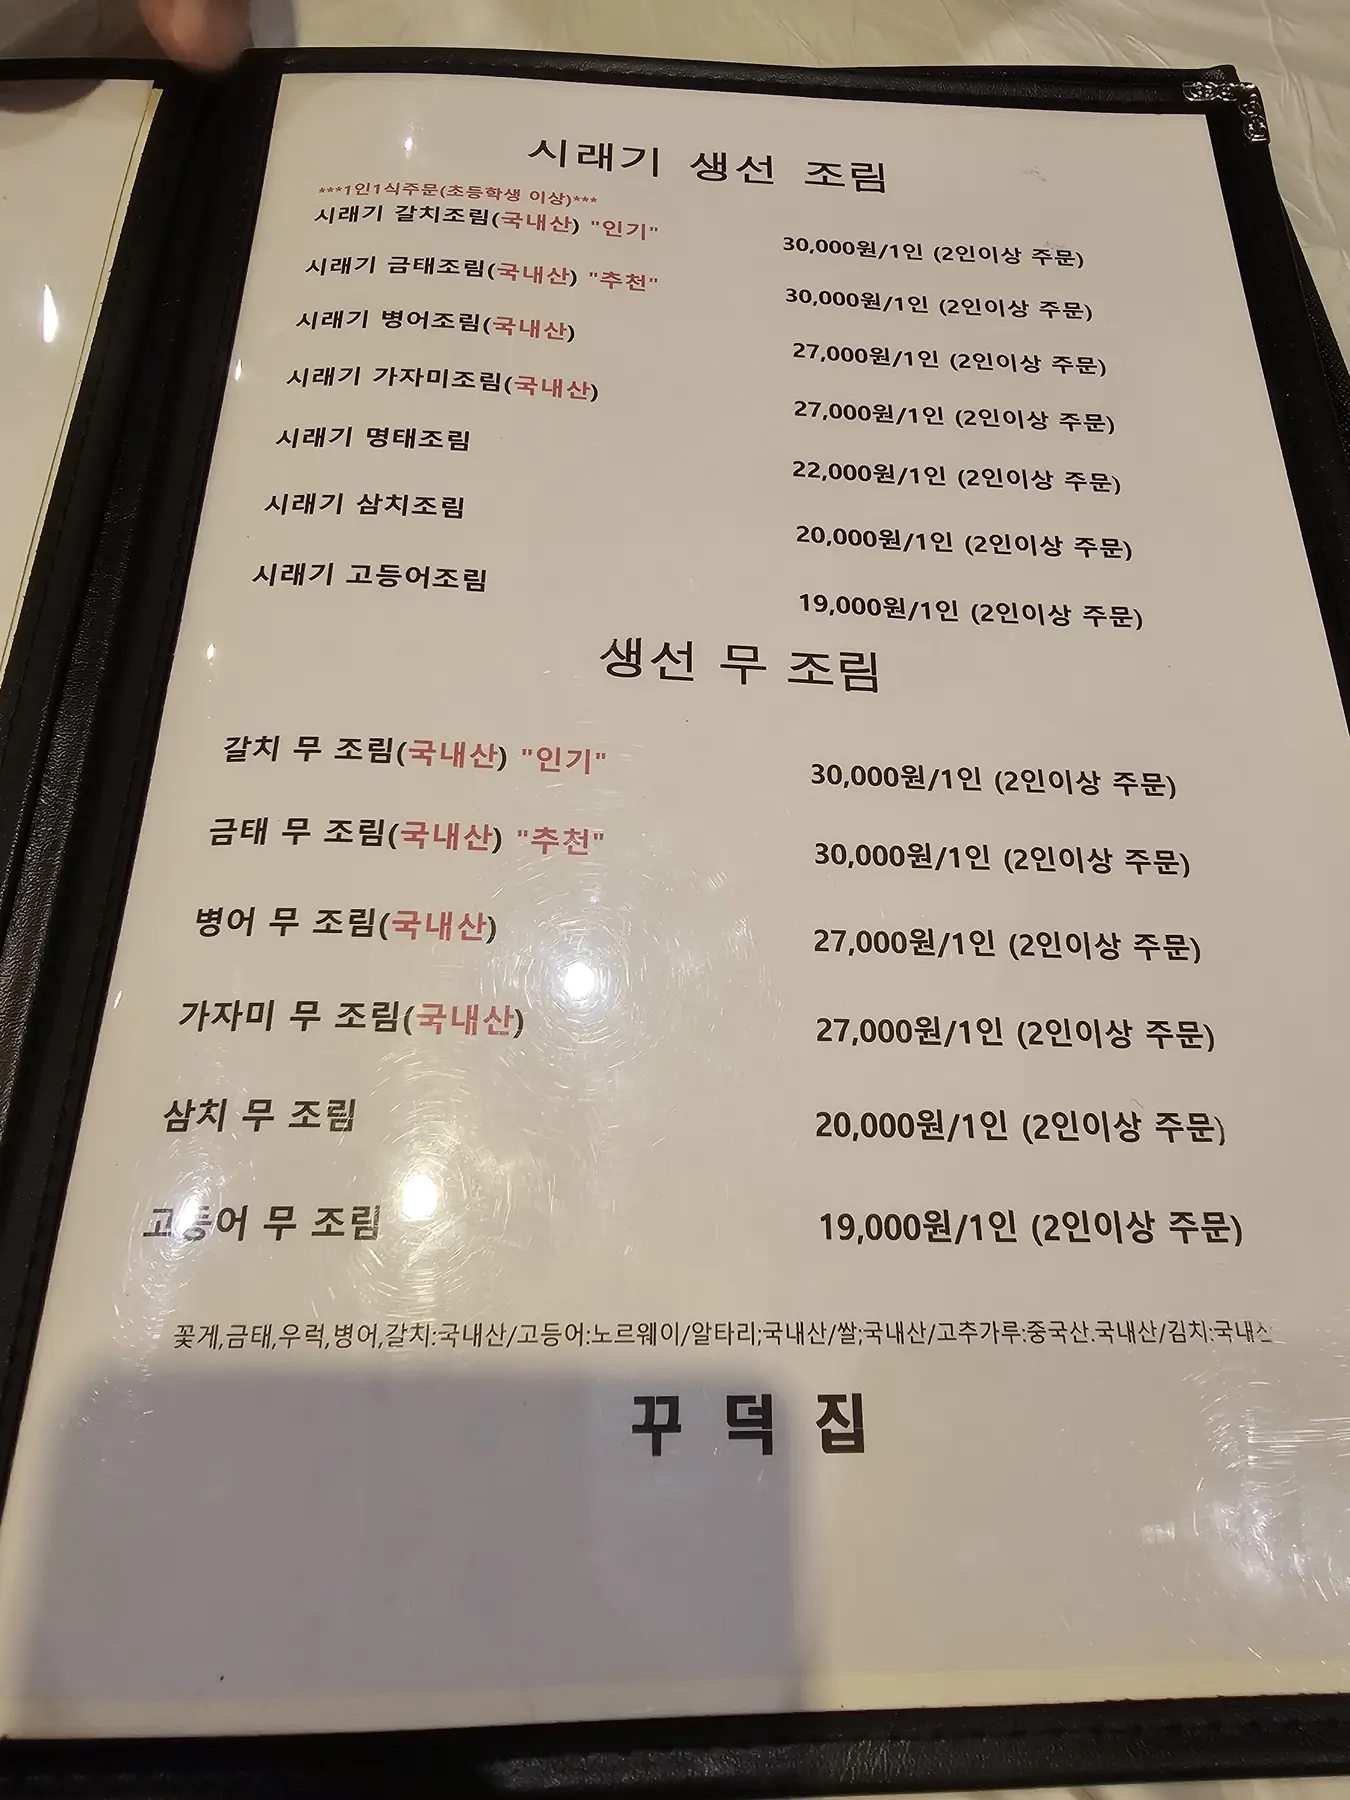 시래기 생선 조림
***1인1식주문(초등학생 이상)***
시래기 갈치조림(국내산) "인기" 30,000원/1인 (2인이상 주문)
시래기 금태조림(국내산) "추천" 30,000원/1인 (2인이상 주문)
시래기 병어조림(국내산) 27,000원/1인 (2인이상 주문)
시래기 가자미조림(국내산) 27,000원/1인 (2인이상 주문)
시래기 명태조림 22,000원/1인 (2인이상 주문)
시래기 삼치조림 20,000원/1인 (2인이상 주문)
시래기 고등어조림 19,000원/1인 (2인이상 주문)
생선 무 조림
갈치 무 조림(국내산) "인기" 30,000원/1인 (2인이상 주문)
금태 무 조림(국내산) "추천" 30,000원/1인 (2인이상 주문)
병어 무 조림(국내산) 27,000원/1인 (2인이상 주문)
가자미 무 조림(국내산) 27,000원/1인 (2인이상 주문)
삼치 무 조림 20,000원/1인 (2인이상 주문)
고등어 무 조림 19,000원/1인 (2인이상 주문)
꽃게,금태,우럭,병어,갈치:국내산/고등어:노르웨이/알타리;국내산/쌀;국내산/고추가루:중국산.국내산/김치:국내산
꾸덕집